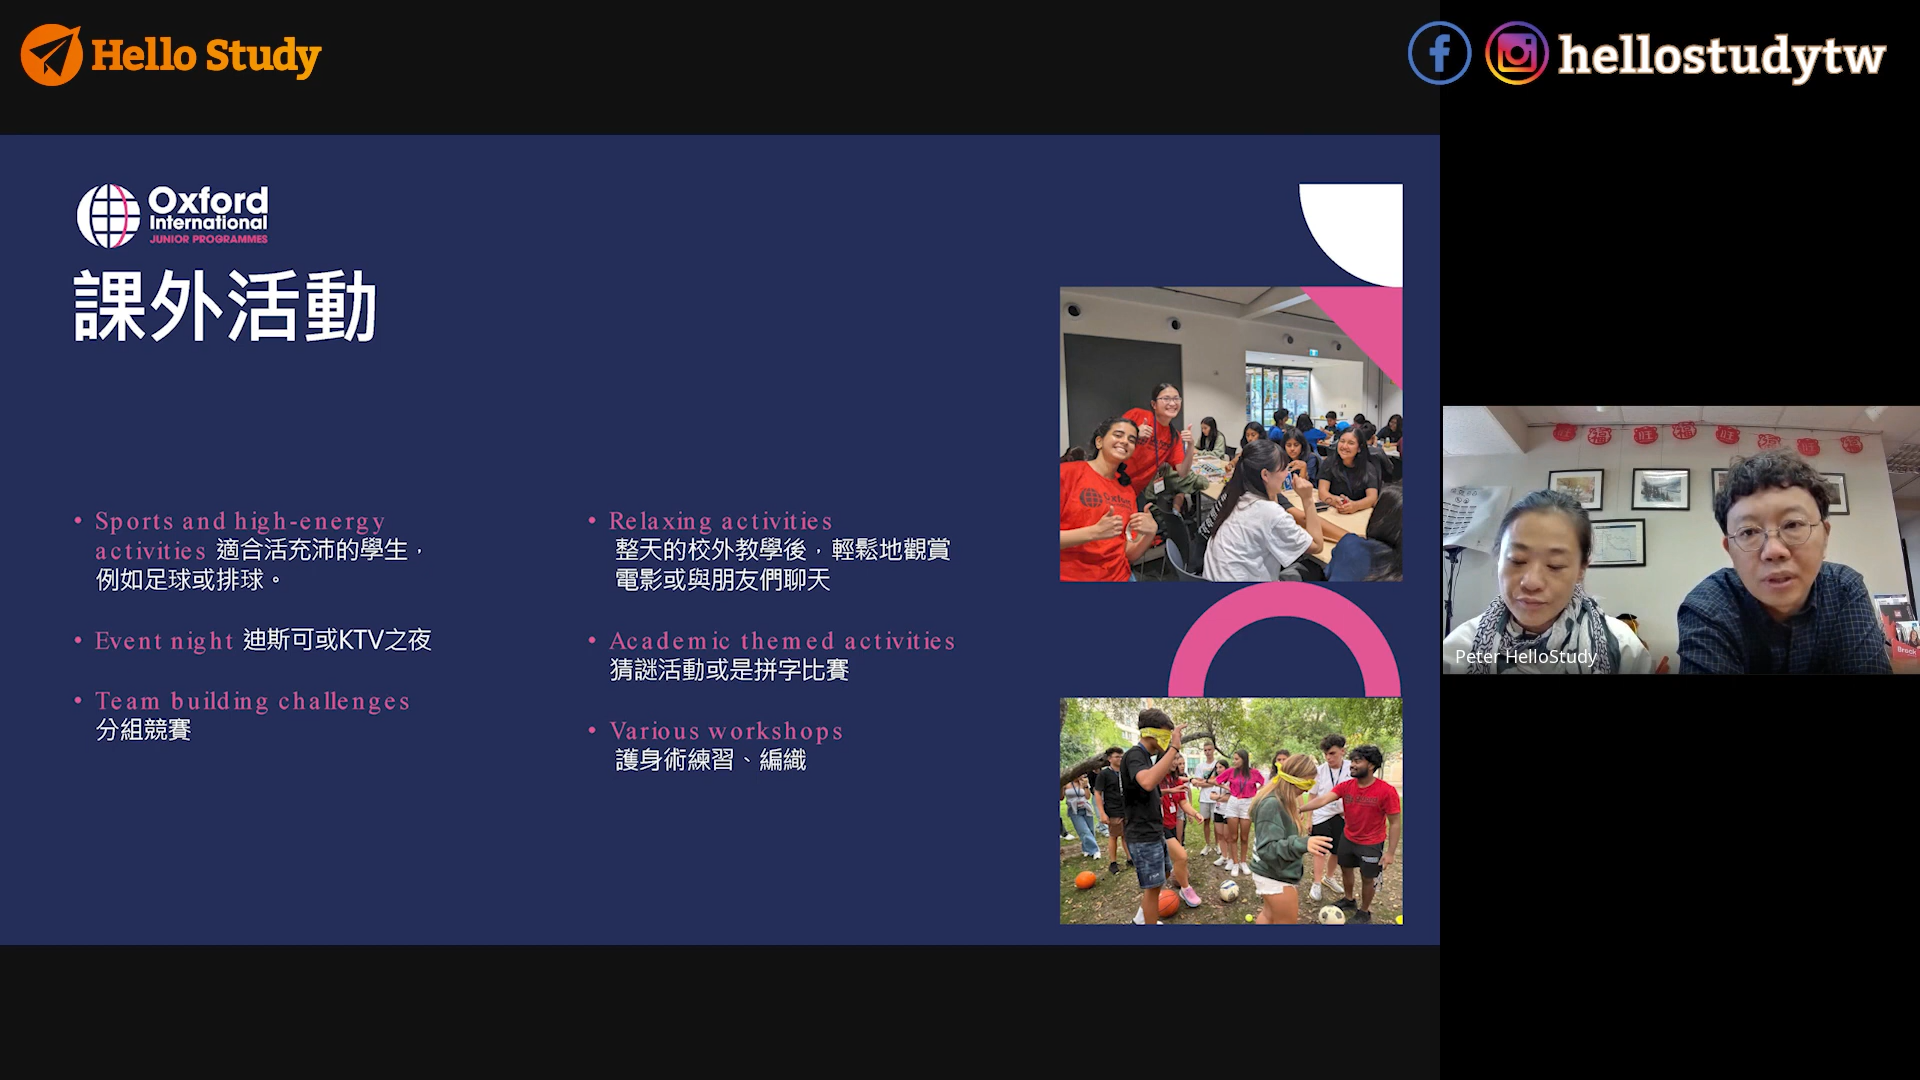 Hello Study
hellostudytw
Oxford
International
JUNIOR PROGRAMMES
課外活動
• Sports and high-energy
activities 適合活充沛的學生，
例如足球或排球。
• Event night 迪斯可或KTV之夜
• Team building challenges
分組競賽
• Relaxing activities
整天的校外教學後，輕鬆地觀賞
電影或與朋友們聊天
• Academic themed activities
猜謎活動或是拼字比賽
• Various workshops
護身術練習、編織
Peter HelloStudy